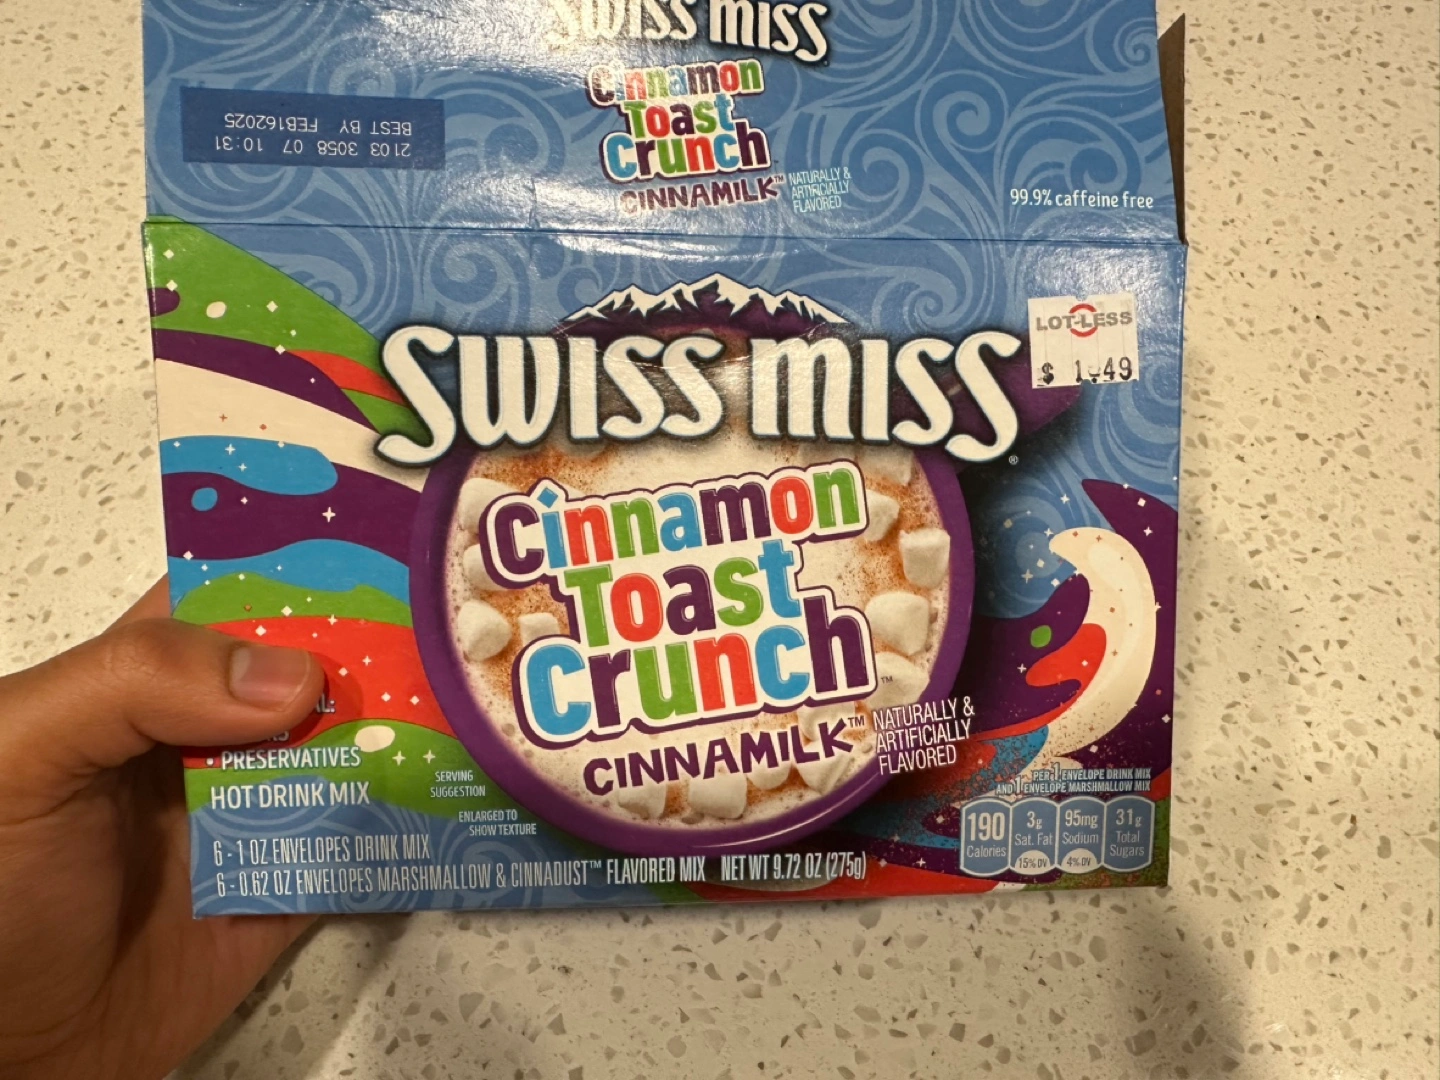 SWISS MISS
Cinnamon
Toast
Crunch
CINNAMILK™
NATURALLY &
ARTIFICIALLY
FLAVORED
2103 3058 07 10:31
BEST BY FEB162025
99.9% caffeine free
LOT-LESS
$ 1.49
SWISS MISS®
Cinnamon
Toast
Crunch™
CINNAMILK™
NATURALLY &
ARTIFICIALLY
FLAVORED
• PRESERVATIVES
HOT DRINK MIX
SERVING
SUGGESTION
ENLARGED TO
SHOW TEXTURE
6 - 1 OZ ENVELOPES DRINK MIX
6 - 0.62 OZ ENVELOPES MARSHMALLOW & CINNADUST™ FLAVORED MIX NET WT 9.72 OZ (275g)
PER 1 ENVELOPE DRINK MIX
AND 1 ENVELOPE MARSHMALLOW MIX
190
Calories
3g
Sat. Fat
15% DV
95mg
Sodium
4% DV
31g
Total
Sugars